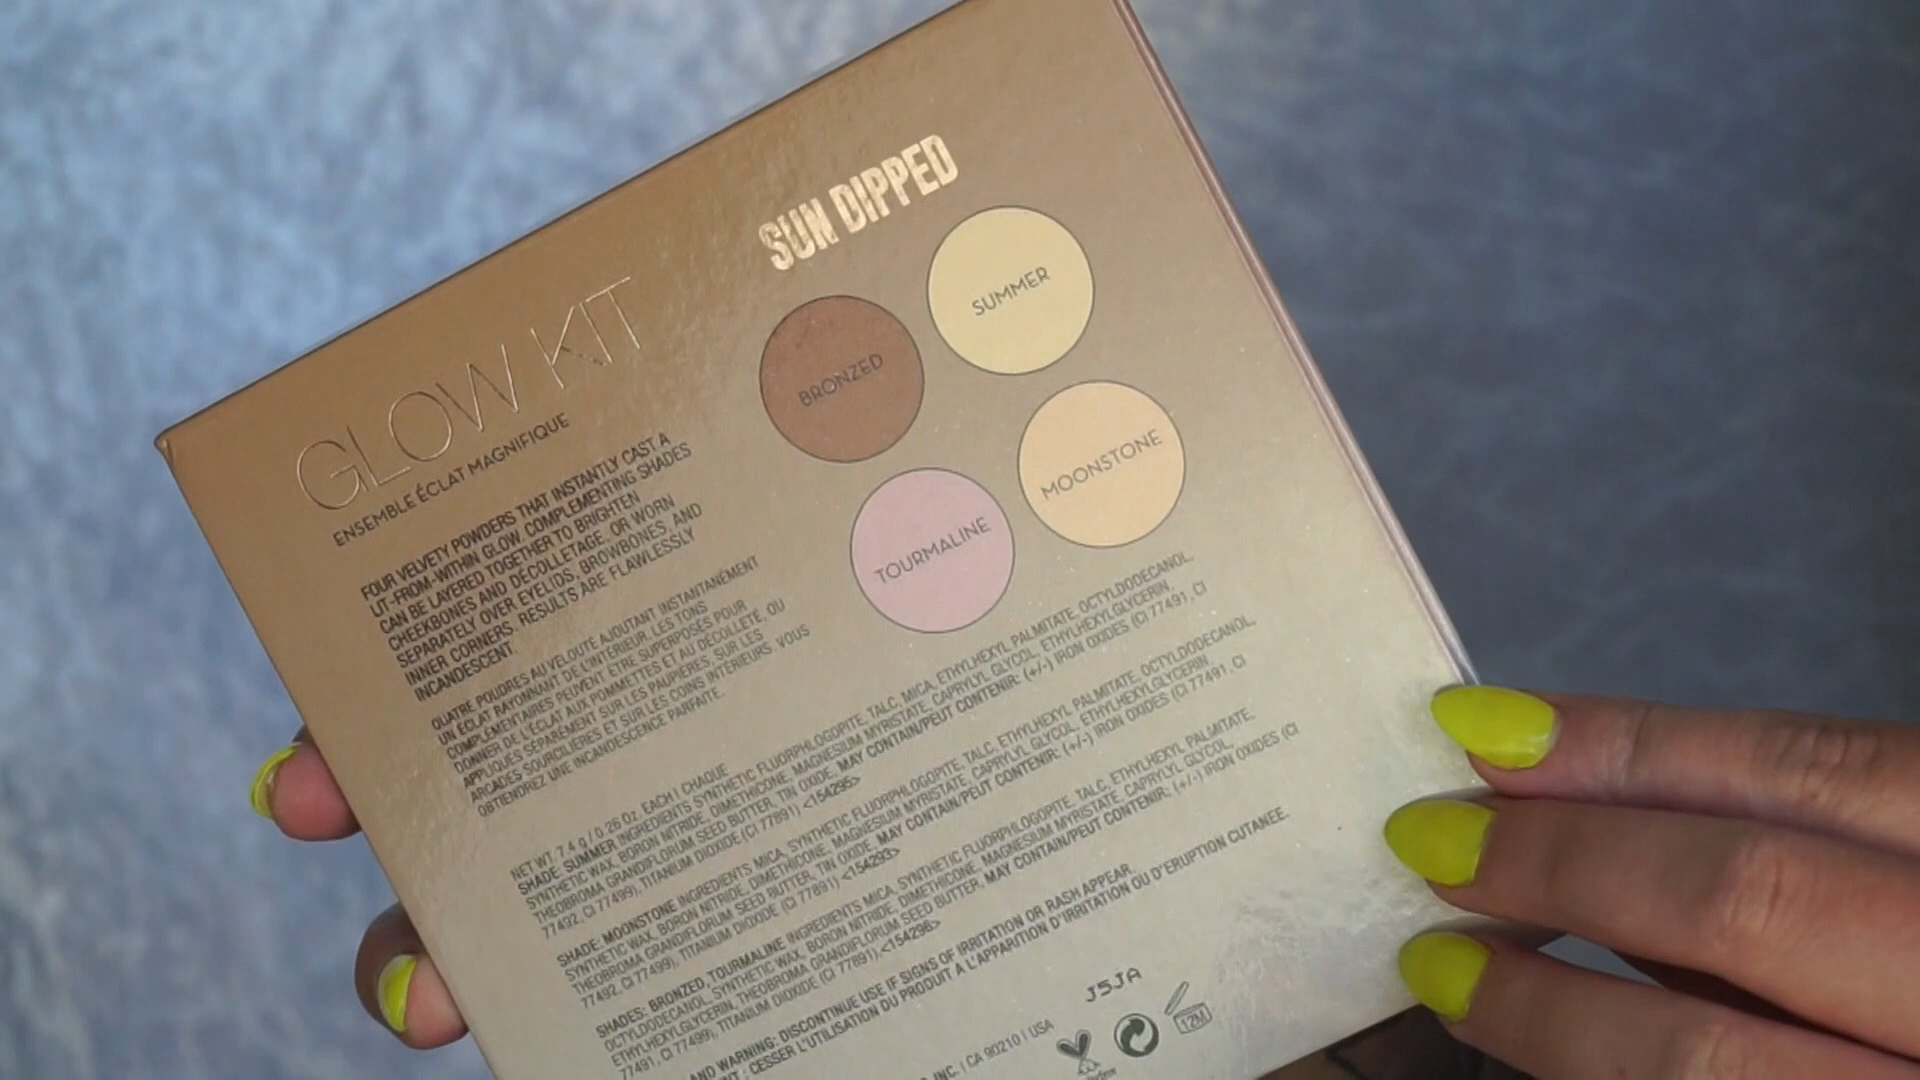 SUN DIPPED
SUMMER
BRONZED
MOONSTONE
TOURMALINE
GLOW KIT
ENSEMBLE ÉCLAT MAGNIFIQUE
FOUR VELVETY POWDERS THAT INSTANTLY CAST A
LIT-FROM-WITHIN GLOW. COMPLEMENTING SHADES
CAN BE LAYERED TOGETHER TO BRIGHTEN
CHEEKBONES AND DÉCOLLETAGE, OR WORN
SEPARATELY OVER EYELIDS, BROWBONES, AND
INNER CORNERS. RESULTS ARE FLAWLESSLY
INCANDESCENT.
QUATRE POUDRES AU VELOUTÉ AJOUTANT INSTANTANÉMENT
UN ÉCLAT RAYONNANT DE L'INTÉRIEUR. LES TONS
COMPLÉMENTAIRES PEUVENT ÊTRE SUPERPOSÉS POUR
DONNER DE L'ÉCLAT AUX POMMETTES ET AU DÉCOLLETÉ, OU
APPLIQUÉS SÉPARÉMENT SUR LES PAUPIÈRES, SUR LES
ARCADES SOURCILIÈRES ET SUR LES COINS INTÉRIEURS. VOUS
OBTIENDREZ UNE INCANDESCENCE PARFAITE.
NET WT. 7.4 g / 0.26 Oz. EACH | CHAQUE
SHADE: SUMMER INGREDIENTS SYNTHETIC FLUORPHLOGOPITE, TALC, MICA, ETHYLHEXYL PALMITATE, OCTYLDODECANOL,
SYNTHETIC WAX, BORON NITRIDE, DIMETHICONE, MAGNESIUM MYRISTATE, CAPRYLYL GLYCOL, ETHYLHEXYLGLYCERIN,
THEOBROMA GRANDIFLORUM SEED BUTTER, TIN OXIDE, MAY CONTAIN/PEUT CONTENIR: (+/-) IRON OXIDES (CI 77491, CI
77492, CI 77499), TITANIUM DIOXIDE (CI 77891) <154295>
SHADE: MOONSTONE INGREDIENTS MICA, SYNTHETIC FLUORPHLOGOPITE, TALC, ETHYLHEXYL PALMITATE, OCTYLDODECANOL,
SYNTHETIC WAX, BORON NITRIDE, DIMETHICONE, MAGNESIUM MYRISTATE, CAPRYLYL GLYCOL, ETHYLHEXYLGLYCERIN,
THEOBROMA GRANDIFLORUM SEED BUTTER, TIN OXIDE, MAY CONTAIN/PEUT CONTENIR: (+/-) IRON OXIDES (CI 77491, CI
77492, CI 77499), TITANIUM DIOXIDE (CI 77891) <154293>
SHADES: BRONZED, TOURMALINE INGREDIENTS MICA, SYNTHETIC FLUORPHLOGOPITE, TALC, ETHYLHEXYL PALMITATE,
OCTYLDODECANOL, SYNTHETIC WAX, BORON NITRIDE, DIMETHICONE, MAGNESIUM MYRISTATE, CAPRYLYL GLYCOL,
ETHYLHEXYLGLYCERIN, THEOBROMA GRANDIFLORUM SEED BUTTER, MAY CONTAIN/PEUT CONTENIR: (+/-) IRON OXIDES (CI
77491, CI 77499), TITANIUM DIOXIDE (CI 77891), <154296>
AND WARNING: DISCONTINUE USE IF SIGNS OF IRRITATION OR RASH APPEAR.
: CESSER L'UTILISATION DU PRODUIT À L'APPARITION D'IRRITATION OU D'ÉRUPTION CUTANÉE.
J5JA
INC. | CA 90210 | USA
12M